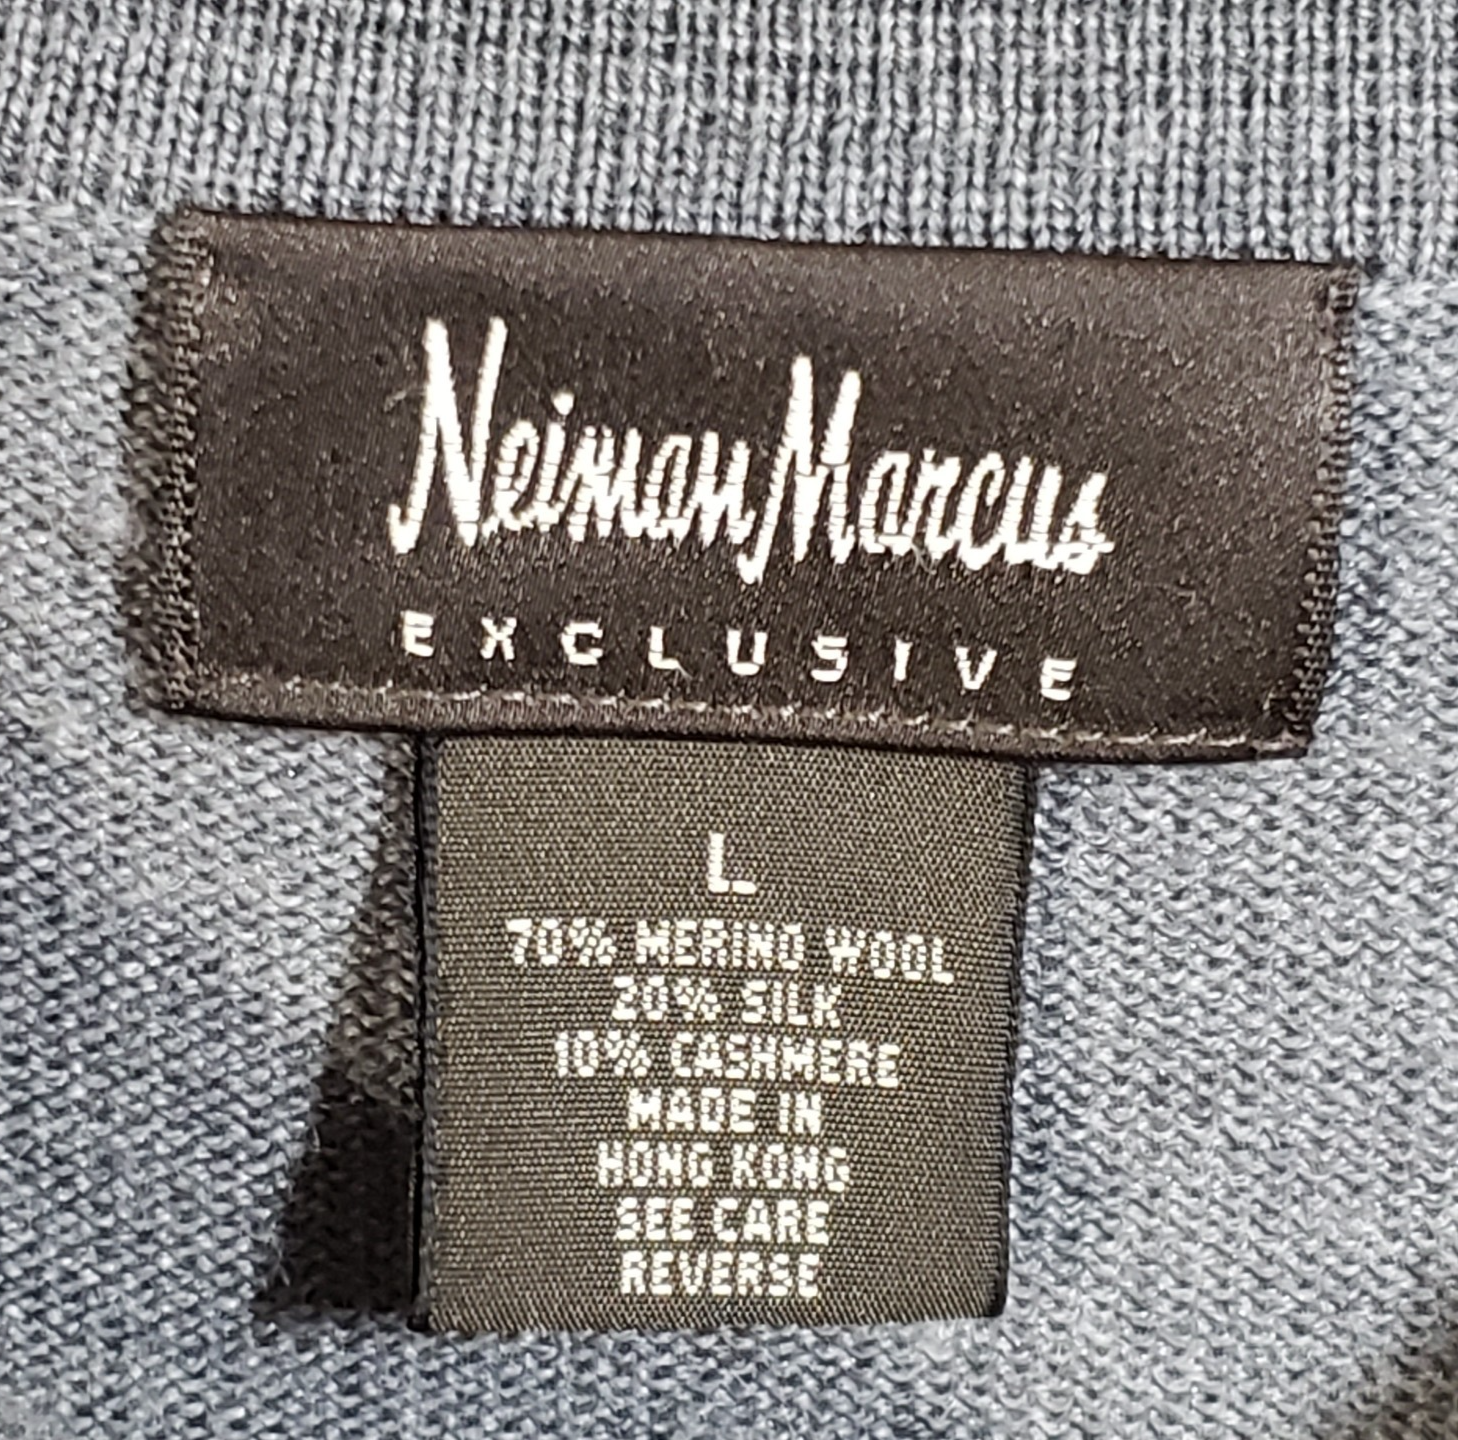 Neiman Marcus
EXCLUSIVE
L
70% MERINO WOOL
20% SILK
10% CASHMERE
MADE IN
HONG KONG
SEE CARE
REVERSE